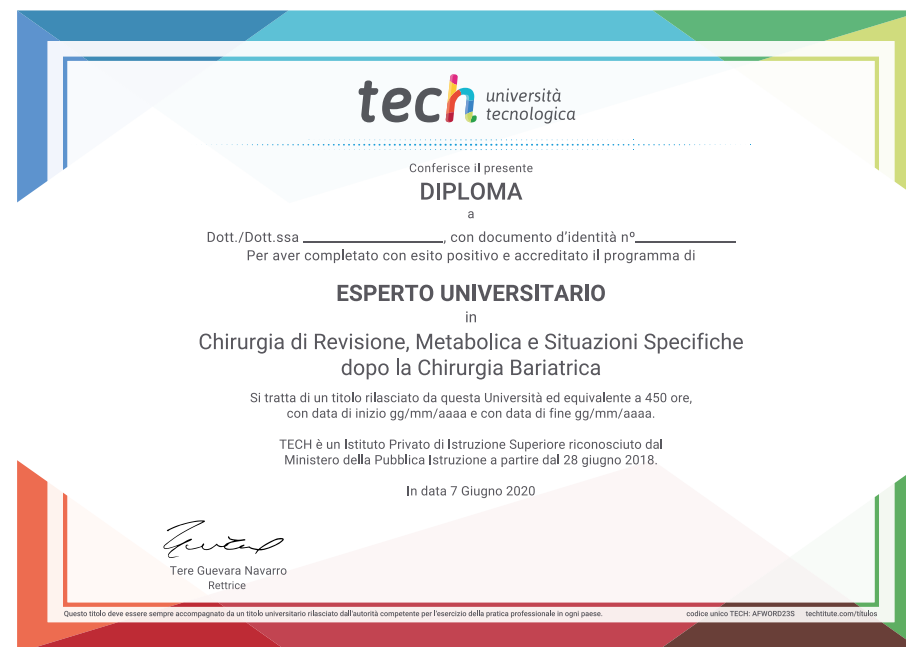 tech università
tecnologica
Conferisce il presente
DIPLOMA
a
Dott./Dott.ssa ________________, con documento d'identità nº____________
Per aver completato con esito positivo e accreditato il programma di
ESPERTO UNIVERSITARIO
in
Chirurgia di Revisione, Metabolica e Situazioni Specifiche
dopo la Chirurgia Bariatrica
Si tratta di un titolo rilasciato da questa Università ed equivalente a 450 ore,
con data di inizio gg/mm/aaaa e con data di fine gg/mm/aaaa.
TECH è un Istituto Privato di Istruzione Superiore riconosciuto dal
Ministero della Pubblica Istruzione a partire dal 28 giugno 2018.
In data 7 Giugno 2020
Tere Guevara Navarro
Rettrice
Questo titolo deve essere sempre accompagnato da un titolo universitario rilasciato dall'autorità competente per l'esercizio della pratica professionale in ogni paese. codice unico TECH: AFWORD23S techtitute.com/titulos